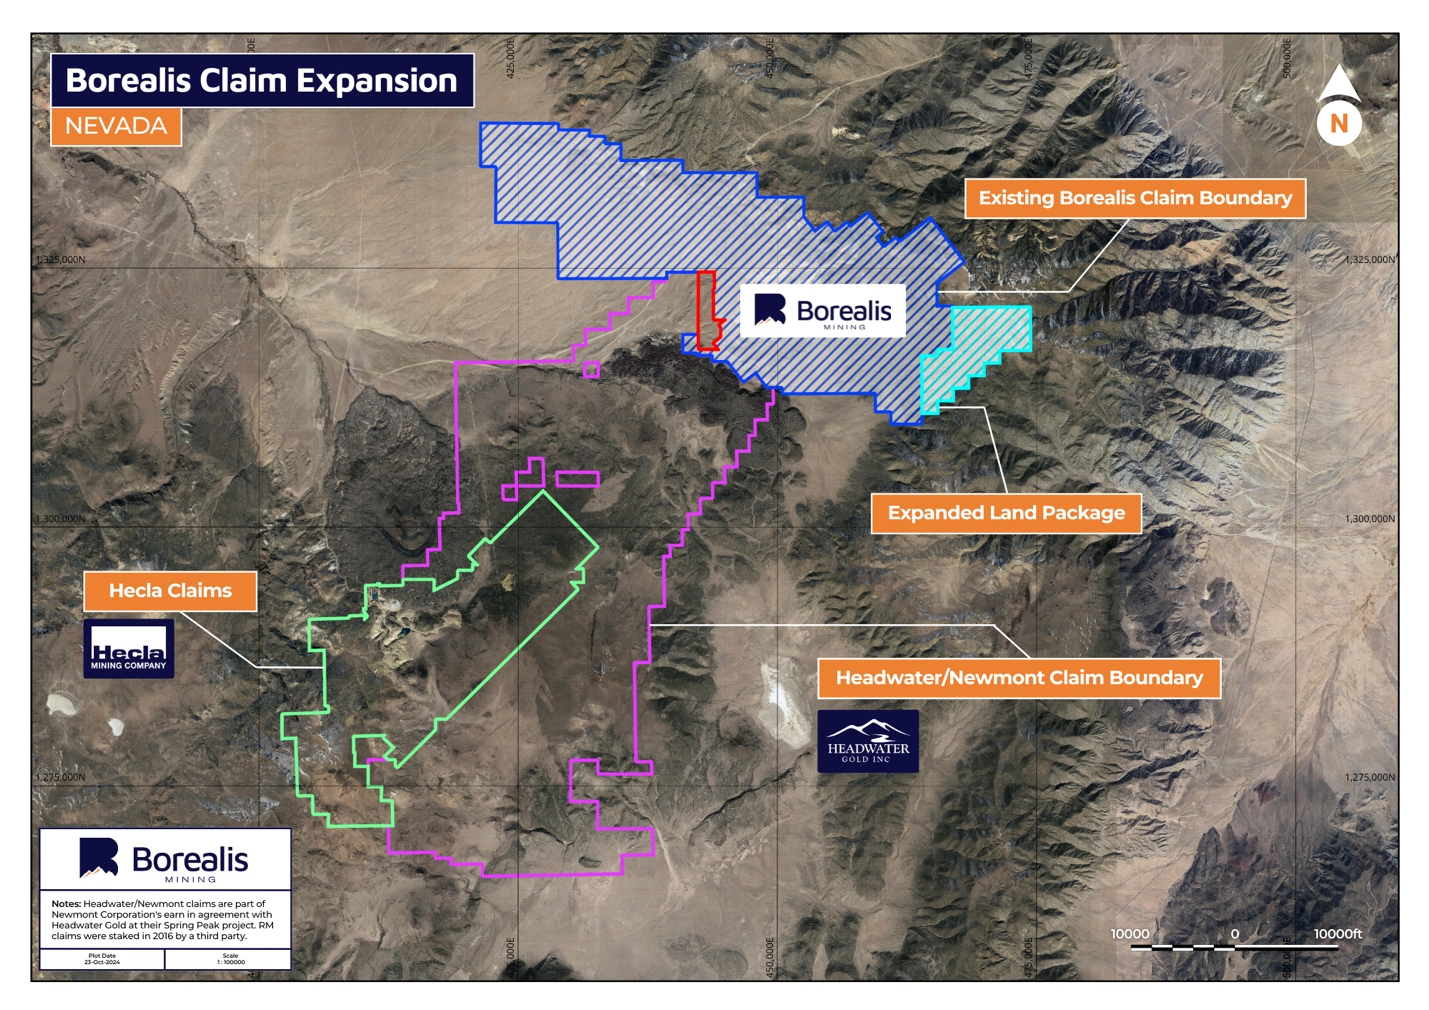 Borealis Claim Expansion
NEVADA
425,000E
450,000E
475,000E
500,000E
N
Existing Borealis Claim Boundary
1,325,000N
1,325,000N
Borealis
MINING
Expanded Land Package
1,300,000N
1,300,000N
Hecla Claims
Hecla
MINING COMPANY
Headwater/Newmont Claim Boundary
HEADWATER
GOLD INC
1,275,000N
1,275,000N
Borealis
MINING
Notes: Headwater/Newmont claims are part of
Newmont Corporation's earn in agreement with
Headwater Gold at their Spring Peak project. RM
claims were staked in 2016 by a third party.
Plot Date
23-Oct-2024
Scale
1 : 100000
450,000E
475,000E
10000 0 10000ft